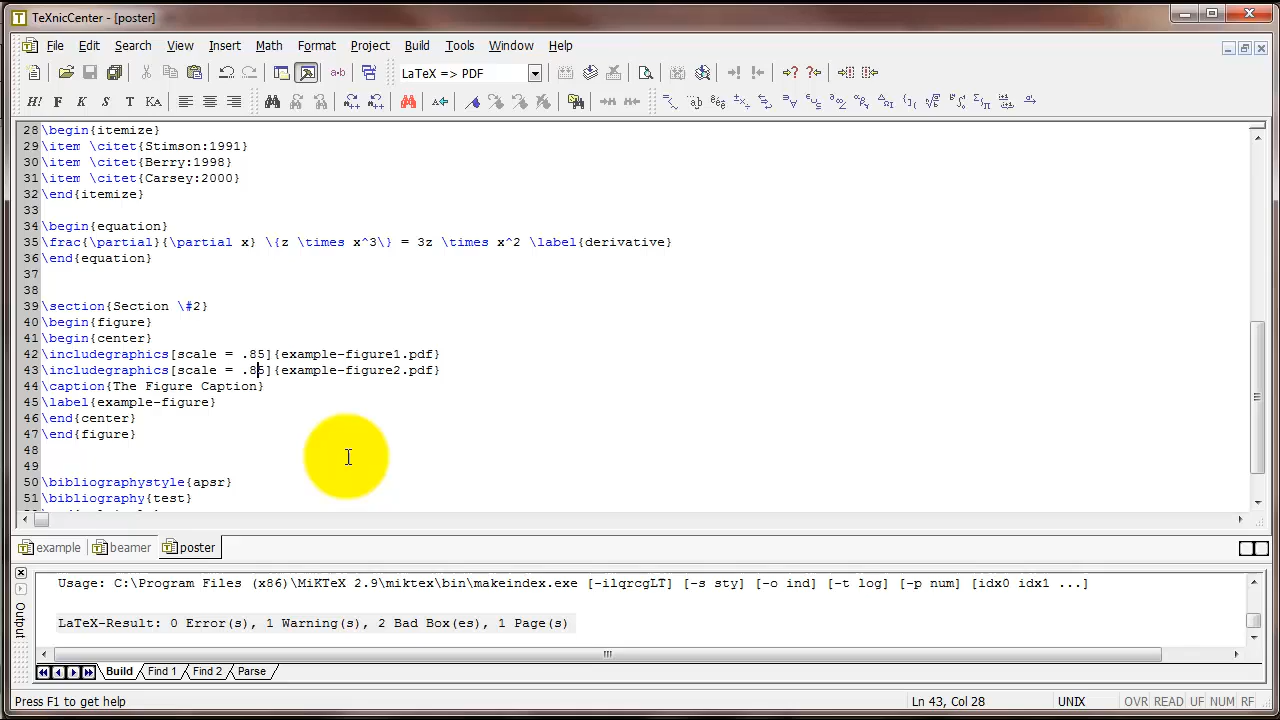 TeXnicCenter - [poster]
File Edit Search View Insert Math Format Project Build Tools Window Help
LaTeX => PDF
28 \begin{itemize}
29 \item \citet{Stimson:1991}
30 \item \citet{Berry:1998}
31 \item \citet{Carsey:2000}
32 \end{itemize}
33
34 \begin{equation}
35 \frac{\partial}{\partial x} \{z \times x^3\} = 3z \times x^2 \label{derivative}
36 \end{equation}
37
38
39 \section{Section \#2}
40 \begin{figure}
41 \begin{center}
42 \includegraphics[scale = .85]{example-figure1.pdf}
43 \includegraphics[scale = .85]{example-figure2.pdf}
44 \caption{The Figure Caption}
45 \label{example-figure}
46 \end{center}
47 \end{figure}
48
49
50 \bibliographystyle{apsr}
51 \bibliography{test}
example beamer poster
Usage: C:\Program Files (x86)\MiKTeX 2.9\miktex\bin\makeindex.exe [-ilqrcgLT] [-s sty] [-o ind] [-t log] [-p num] [idx0 idx1 ...]
LaTeX-Result: 0 Error(s), 1 Warning(s), 2 Bad Box(es), 1 Page(s)
Output
Build Find 1 Find 2 Parse
Press F1 to get help Ln 43, Col 28 UNIX OVR READ UF NUM RF